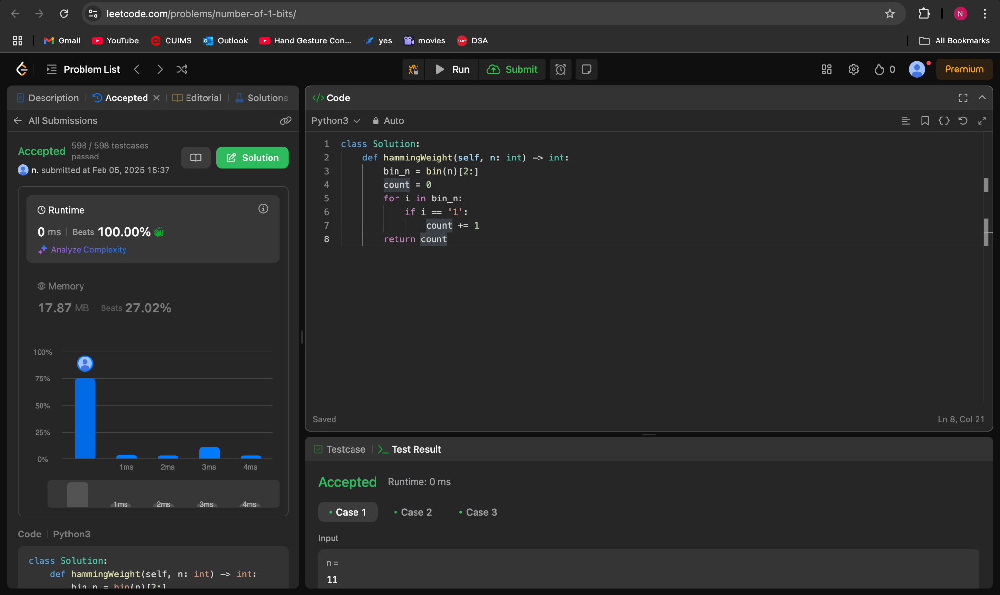 leetcode.com/problems/number-of-1-bits/
N
Gmail YouTube CUIMS Outlook Hand Gesture Con... yes movies TUF DSA All Bookmarks
Problem List Run Submit 0 Premium
Description Accepted Editorial Solutions
All Submissions
Accepted 598 / 598 testcases
passed
n. submitted at Feb 05, 2025 15:37
Solution
Runtime
0 ms Beats 100.00%
Analyze Complexity
Memory
17.87 MB Beats 27.02%
100%
75%
50%
25%
0%
1ms 2ms 3ms 4ms
1ms 2ms 3ms 4ms
Code Python3
class Solution:
def hammingWeight(self, n: int) -> int:
bin_n = bin(n)[2:]
</> Code
Python3 Auto
1 class Solution:
2 def hammingWeight(self, n: int) -> int:
3 bin_n = bin(n)[2:]
4 count = 0
5 for i in bin_n:
6 if i == '1':
7 count += 1
8 return count
Saved Ln 8, Col 21
Testcase Test Result
Accepted Runtime: 0 ms
Case 1 Case 2 Case 3
Input
n =
11